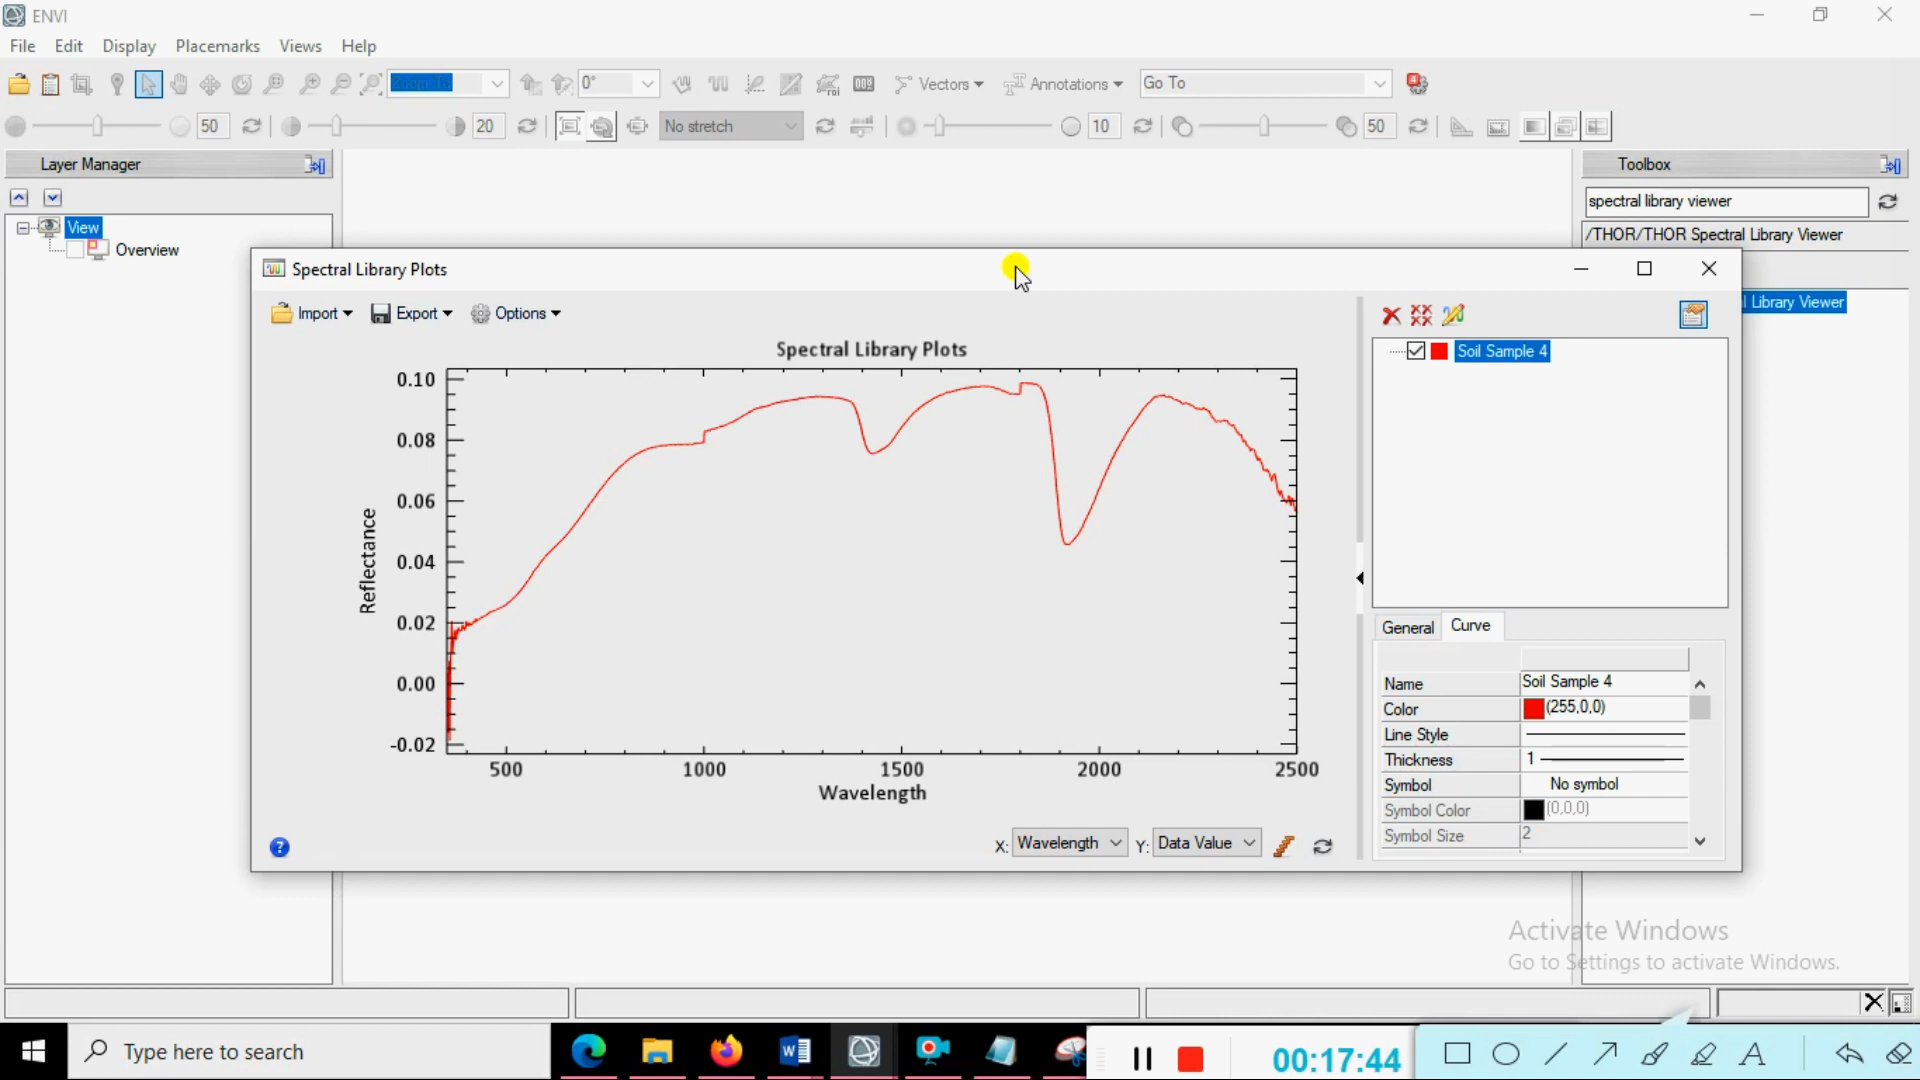 ENVI
File Edit Display Placemarks Views Help
0° Vectors Annotations Go To
50 20 No stretch 10 50
Layer Manager
Toolbox
spectral library viewer
View
Overview
/THOR/THOR Spectral Library Viewer
Spectral Library Plots
Import Export Options
l Library Viewer
Spectral Library Plots
Soil Sample 4
0.10
0.08
0.06
0.04
0.02
0.00
-0.02
Reflectance
500 1000 1500 2000 2500
Wavelength
General Curve
Name Soil Sample 4
Color (255,0,0)
Line Style
Thickness 1
Symbol No symbol
Symbol Color (0,0,0)
Symbol Size 2
? X: Wavelength Y: Data Value
Activate Windows
Go to Settings to activate Windows.
Type here to search
00:17:44